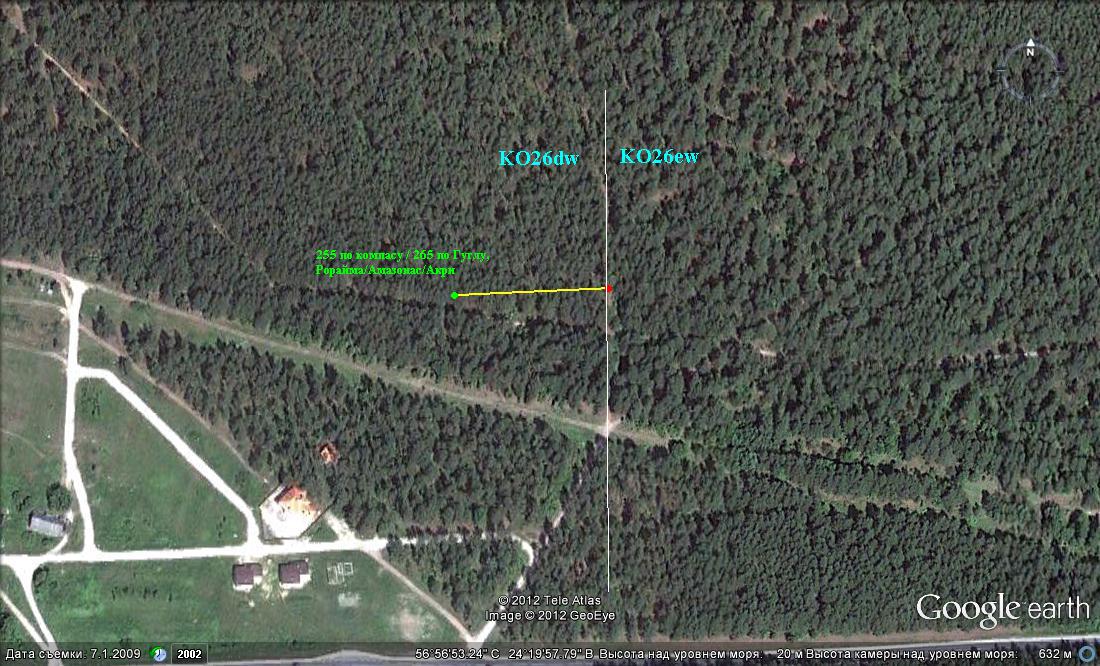 N
KO26dw KO26ew
255 по компасу / 265 по Гуглу,
Рорайма/Амазонас/Акри
© 2012 Tele Atlas
Image © 2012 GeoEye
Google earth
Дата съемки: 7.1.2009 2002 56°56'53.24" С 24°19'57.79" В Высота над уровнем моря: 20 м Высота камеры над уровнем моря: 632 м